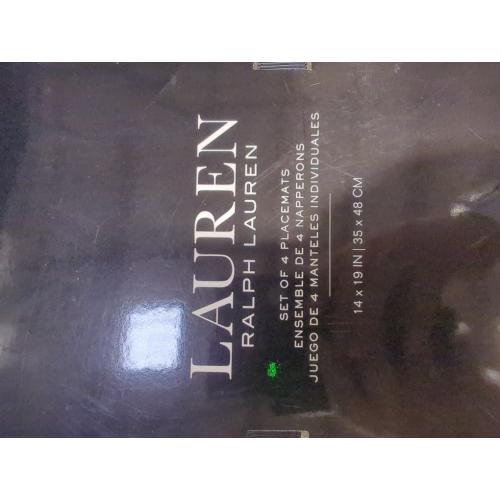 LAUREN
RALPH LAUREN
SET OF 4 PLACEMATS
ENSEMBLE DE 4 NAPPERONS
JUEGO DE 4 MANTELES INDIVIDUALES
14 x 19 IN | 35 x 48 CM